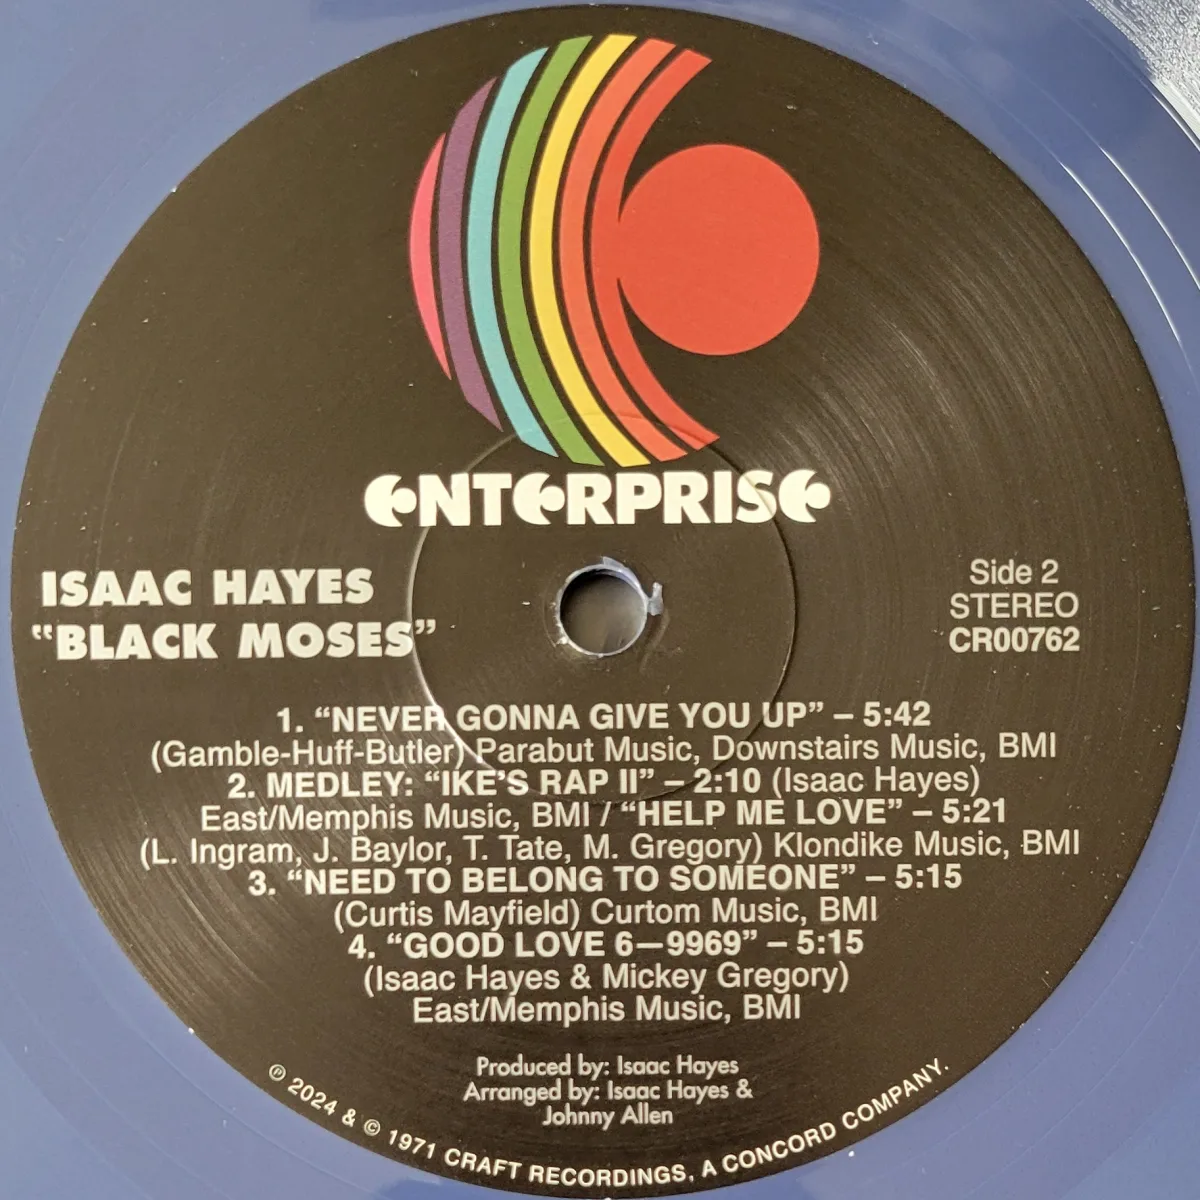 ENTERPRISE
ISAAC HAYES
“BLACK MOSES”
Side 2
STEREO
CR00762
1. “NEVER GONNA GIVE YOU UP” – 5:42
(Gamble-Huff-Butler) Parabut Music, Downstairs Music, BMI
2. MEDLEY: “IKE’S RAP II” – 2:10 (Isaac Hayes)
East/Memphis Music, BMI / “HELP ME LOVE” – 5:21
(L. Ingram, J. Baylor, T. Tate, M. Gregory) Klondike Music, BMI
3. “NEED TO BELONG TO SOMEONE” – 5:15
(Curtis Mayfield) Curtom Music, BMI
4. “GOOD LOVE 6—9969” – 5:15
(Isaac Hayes & Mickey Gregory)
East/Memphis Music, BMI
Produced by: Isaac Hayes
Arranged by: Isaac Hayes &
Johnny Allen
℗ 2024 & © 1971 CRAFT RECORDINGS, A CONCORD COMPANY.